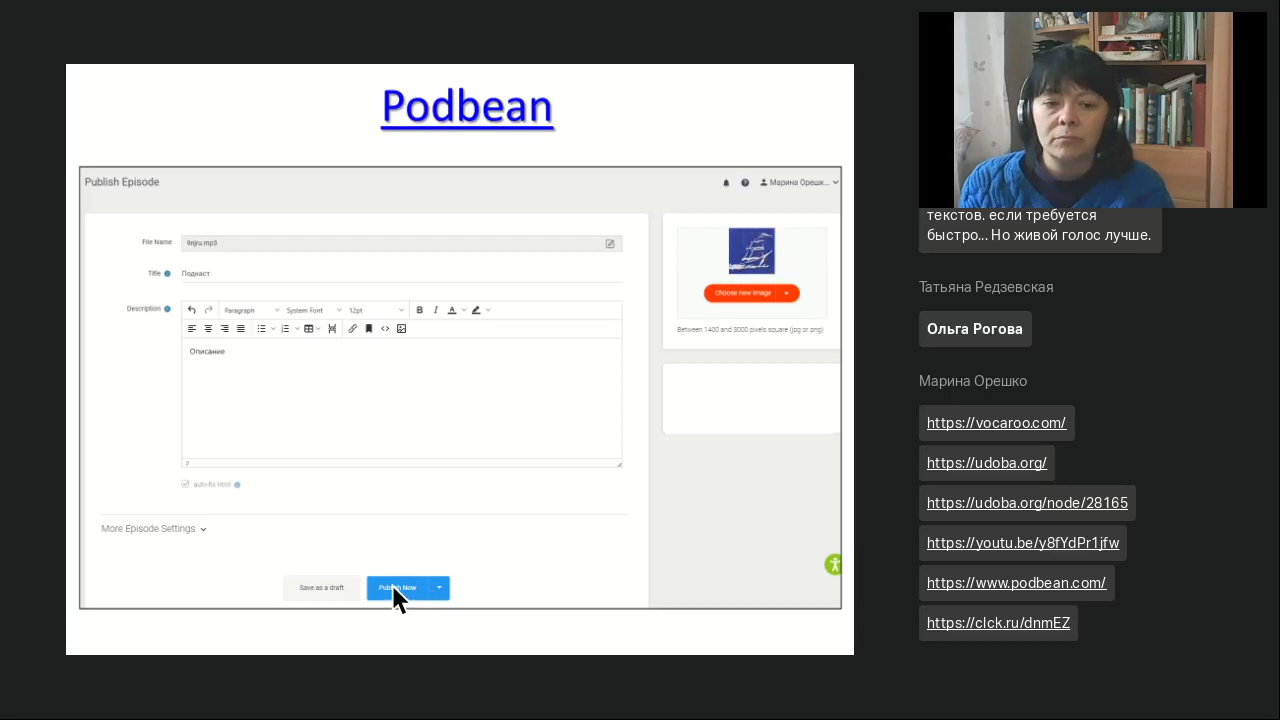 Podbean
Publish Episode
Марина Орешк...
File Name
9njru.mp3
Title
Подкаст
Description
Paragraph
System Font
12pt
B
I
A
Описание
P
auto-fix html
More Episode Settings
Save as a draft
Publish Now
Choose new image
Between 1400 and 3000 pixels square (jpg or png)
текстов. если требуется
быстро... Но живой голос лучше.
Татьяна Редзевская
Ольга Рогова
Марина Орешко
https://vocaroo.com/
https://udoba.org/
https://udoba.org/node/28165
https://youtu.be/y8fYdPr1jfw
https://www.podbean.com/
https://clck.ru/dnmEZ